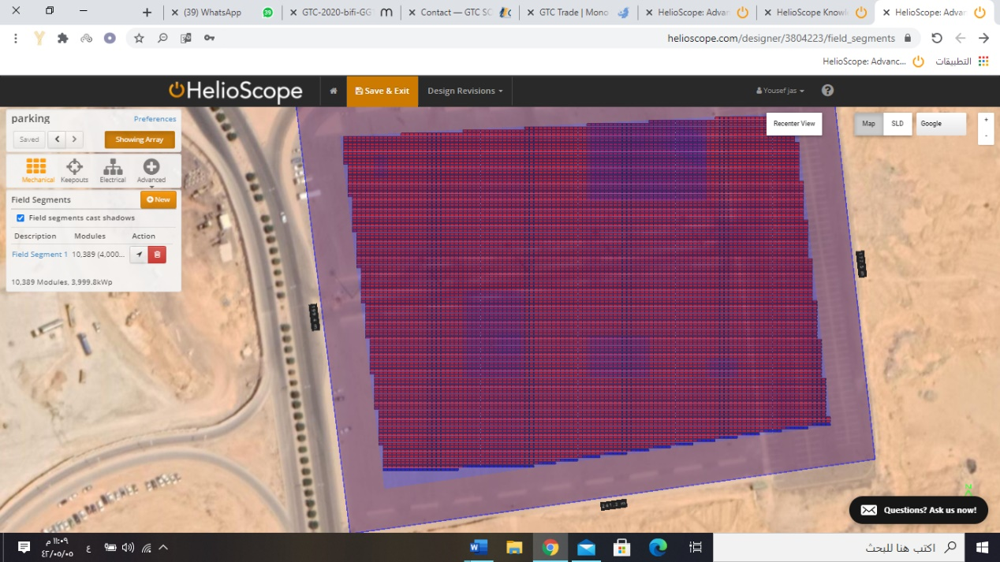 (39) WhatsApp
39
GTC-2020-bifi-GG
Contact — GTC SO
GTC Trade | Mono
HelioScope: Advan
HelioScope Knowl
HelioScope: Advan
helioscope.com/designer/3804223/field_segments
HelioScope: Advanc...
التطبيقات
HelioScope
Save & Exit
Design Revisions
Yousef jas
parking
Preferences
Saved
Showing Array
Mechanical
Keepouts
Electrical
Advanced
Field Segments
New
Field segments cast shadows
Description
Modules
Action
Field Segment 1
10,389 (4,000...
10,389 Modules, 3,999.8kWp
Recenter View
Map
SLD
Google
+
-
Questions? Ask us now!
١١:٠٩ م
٤٢/٠٥/٠٥
ع
اكتب هنا للبحث